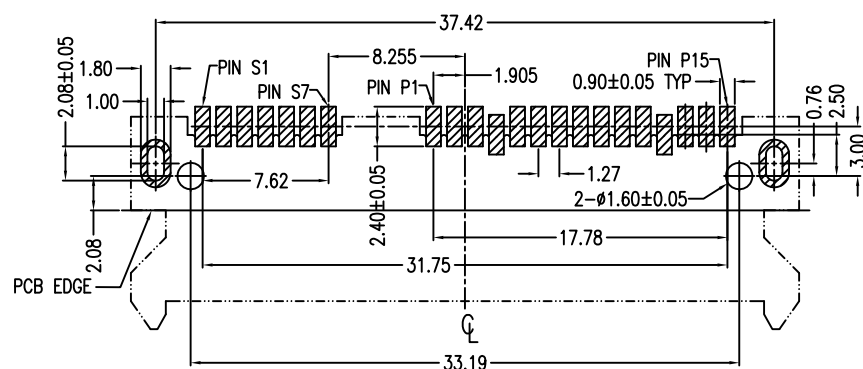 37.42
8.255
1.80
PIN S1
PIN P15
2.08±0.05
1.00
PIN S7
PIN P1
1.905
0.90±0.05 TYP
0.76
2.50
3.00
7.62
2.40±0.05
1.27
2-ø1.60±0.05
2.08
17.78
31.75
PCB EDGE
℄
33.19